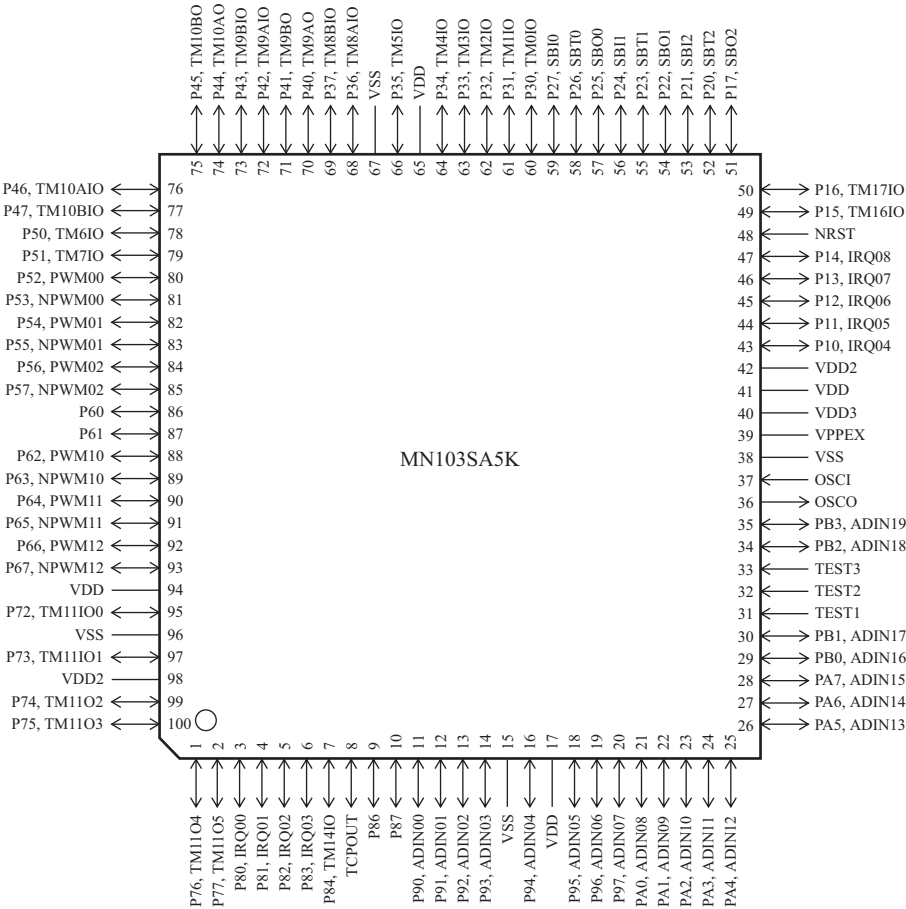 P45, TM10BO
P44, TM10AO
P43, TM9BIO
P42, TM9AIO
P41, TM9BO
P40, TM9AO
P37, TM8BIO
P36, TM8AIO
VSS
P35, TM5IO
VDD
P34, TM4IO
P33, TM3IO
P32, TM2IO
P31, TM1IO
P30, TM0IO
P27, SBI0
P26, SBT0
P25, SBO0
P24, SBI1
P23, SBT1
P22, SBO1
P21, SBI2
P20, SBT2
P17, SBO2
75
74
73
72
71
70
69
68
67
66
65
64
63
62
61
60
59
58
57
56
55
54
53
52
51
P46, TM10AIO 76
P47, TM10BIO 77
P50, TM6IO 78
P51, TM7IO 79
P52, PWM00 80
P53, NPWM00 81
P54, PWM01 82
P55, NPWM01 83
P56, PWM02 84
P57, NPWM02 85
P60 86
P61 87
P62, PWM10 88
P63, NPWM10 89
P64, PWM11 90
P65, NPWM11 91
P66, PWM12 92
P67, NPWM12 93
VDD 94
P72, TM11IO0 95
VSS 96
P73, TM11IO1 97
VDD2 98
P74, TM11O2 99
P75, TM11O3 100
MN103SA5K
50 P16, TM17IO
49 P15, TM16IO
48 NRST
47 P14, IRQ08
46 P13, IRQ07
45 P12, IRQ06
44 P11, IRQ05
43 P10, IRQ04
42 VDD2
41 VDD
40 VDD3
39 VPPEX
38 VSS
37 OSCI
36 OSCO
35 PB3, ADIN19
34 PB2, ADIN18
33 TEST3
32 TEST2
31 TEST1
30 PB1, ADIN17
29 PB0, ADIN16
28 PA7, ADIN15
27 PA6, ADIN14
26 PA5, ADIN13
1
2
3
4
5
6
7
8
9
10
11
12
13
14
15
16
17
18
19
20
21
22
23
24
25
P76, TM11O4
P77, TM11O5
P80, IRQ00
P81, IRQ01
P82, IRQ02
P83, IRQ03
P84, TM14IO
TCPOUT
P86
P87
P90, ADIN00
P91, ADIN01
P92, ADIN02
P93, ADIN03
VSS
P94, ADIN04
VDD
P95, ADIN05
P96, ADIN06
P97, ADIN07
PA0, ADIN08
PA1, ADIN09
PA2, ADIN10
PA3, ADIN11
PA4, ADIN12